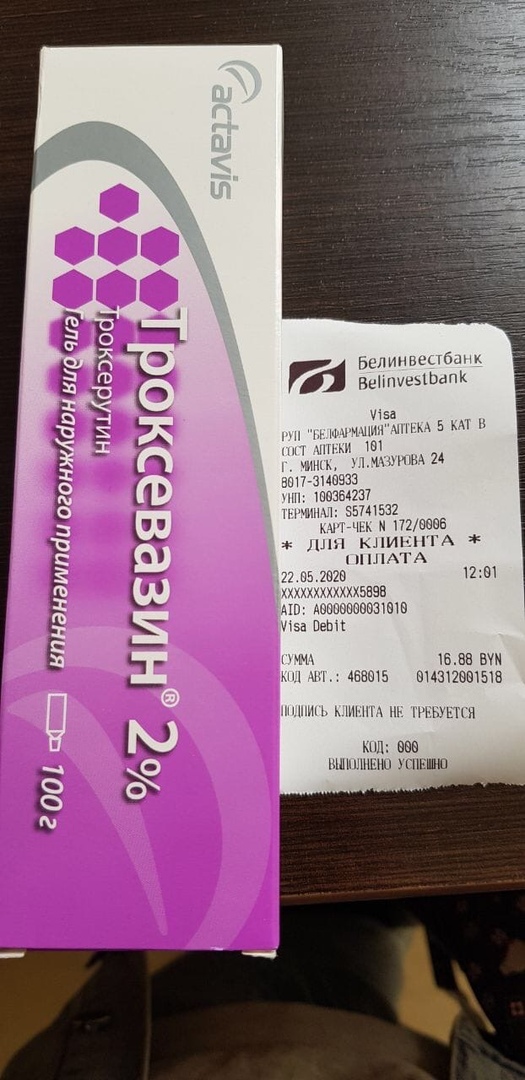 actavis
Троксевазин® 2%
Троксерутин
Гель для наружного применения 100 г
Белинвестбанк
Belinvestbank
Visa
РУП "БЕЛФАРМАЦИЯ"АПТЕКА 5 КАТ В
СОСТ АПТЕКИ 101
Г. МИНСК, УЛ.МАЗУРОВА 24
8017-3140933
УНП: 100364237
ТЕРМИНАЛ: S5741532
КАРТ-ЧЕК N 172/0006
* ДЛЯ КЛИЕНТА *
ОПЛАТА
22.05.2020 12:01
XXXXXXXXXXXX5898
AID: A0000000031010
Visa Debit
СУММА 16.88 BYN
КОД АВТ.: 468015 014312001518
ПОДПИСЬ КЛИЕНТА НЕ ТРЕБУЕТСЯ
КОД: 000
ВЫПОЛНЕНО УСПЕШНО